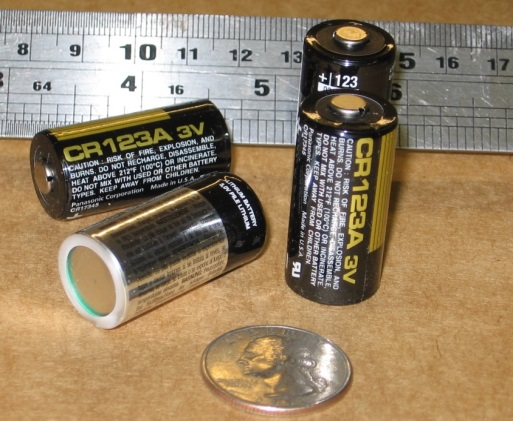 8 9 10 11 12 13 5 16 17
64 4 16 5 64
+ 123
CR123A 3V
CAUTION: RISK OF FIRE, EXPLOSION, AND
BURNS. DO NOT RECHARGE, DISASSEMBLE,
HEAT ABOVE 212°F (100°C) OR INCINERATE.
DO NOT MIX WITH USED OR OTHER BATTERY
TYPES. KEEP AWAY FROM CHILDREN.
Panasonic Corporation Made in U.S.A.
CR17345
LITHIUM BATTERY
CR123A 3V
CAUTION: RISK OF FIRE, EXPLOSION, AND
BURNS. DO NOT RECHARGE, DISASSEMBLE,
HEAT ABOVE 212°F (100°C) OR INCINERATE.
DO NOT MIX WITH USED OR OTHER BATTERY
TYPES. KEEP AWAY FROM CHILDREN
Panasonic Corporation Made in U.S.A.
CR17345